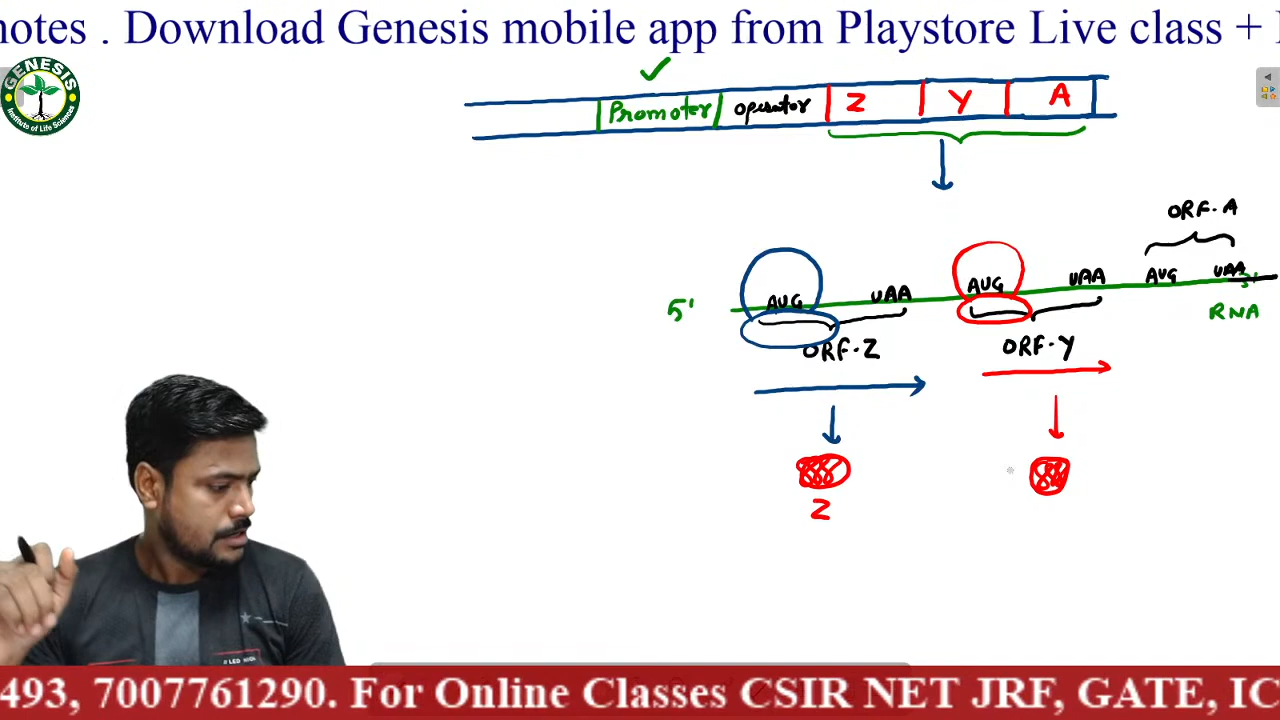 notes . Download Genesis mobile app from Playstore Live class +
GENESIS
Institute of Life Sciences
Promoter operator Z Y A
ORF-A
AUG UAA AUG UAA AUG UAA
5' 3'
RNA
ORF-Z ORF-Y
Z
493, 7007761290. For Online Classes CSIR NET JRF, GATE, IC